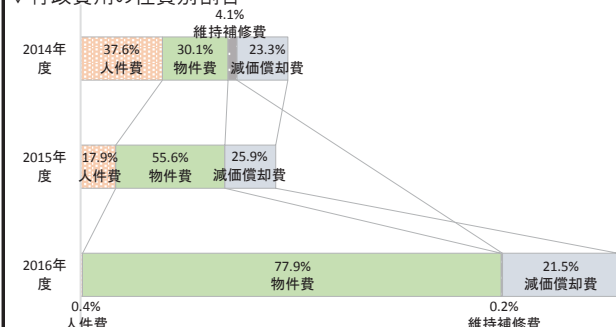 ▽行政費用の性質別割合
4.1%
維持補修費
2014年度
37.6%
人件費
30.1%
物件費
23.3%
減価償却費
2015年度
17.9%
人件費
55.6%
物件費
25.9%
減価償却費
2016年度
77.9%
物件費
21.5%
減価償却費
0.4%
人件費
0.2%
維持補修費